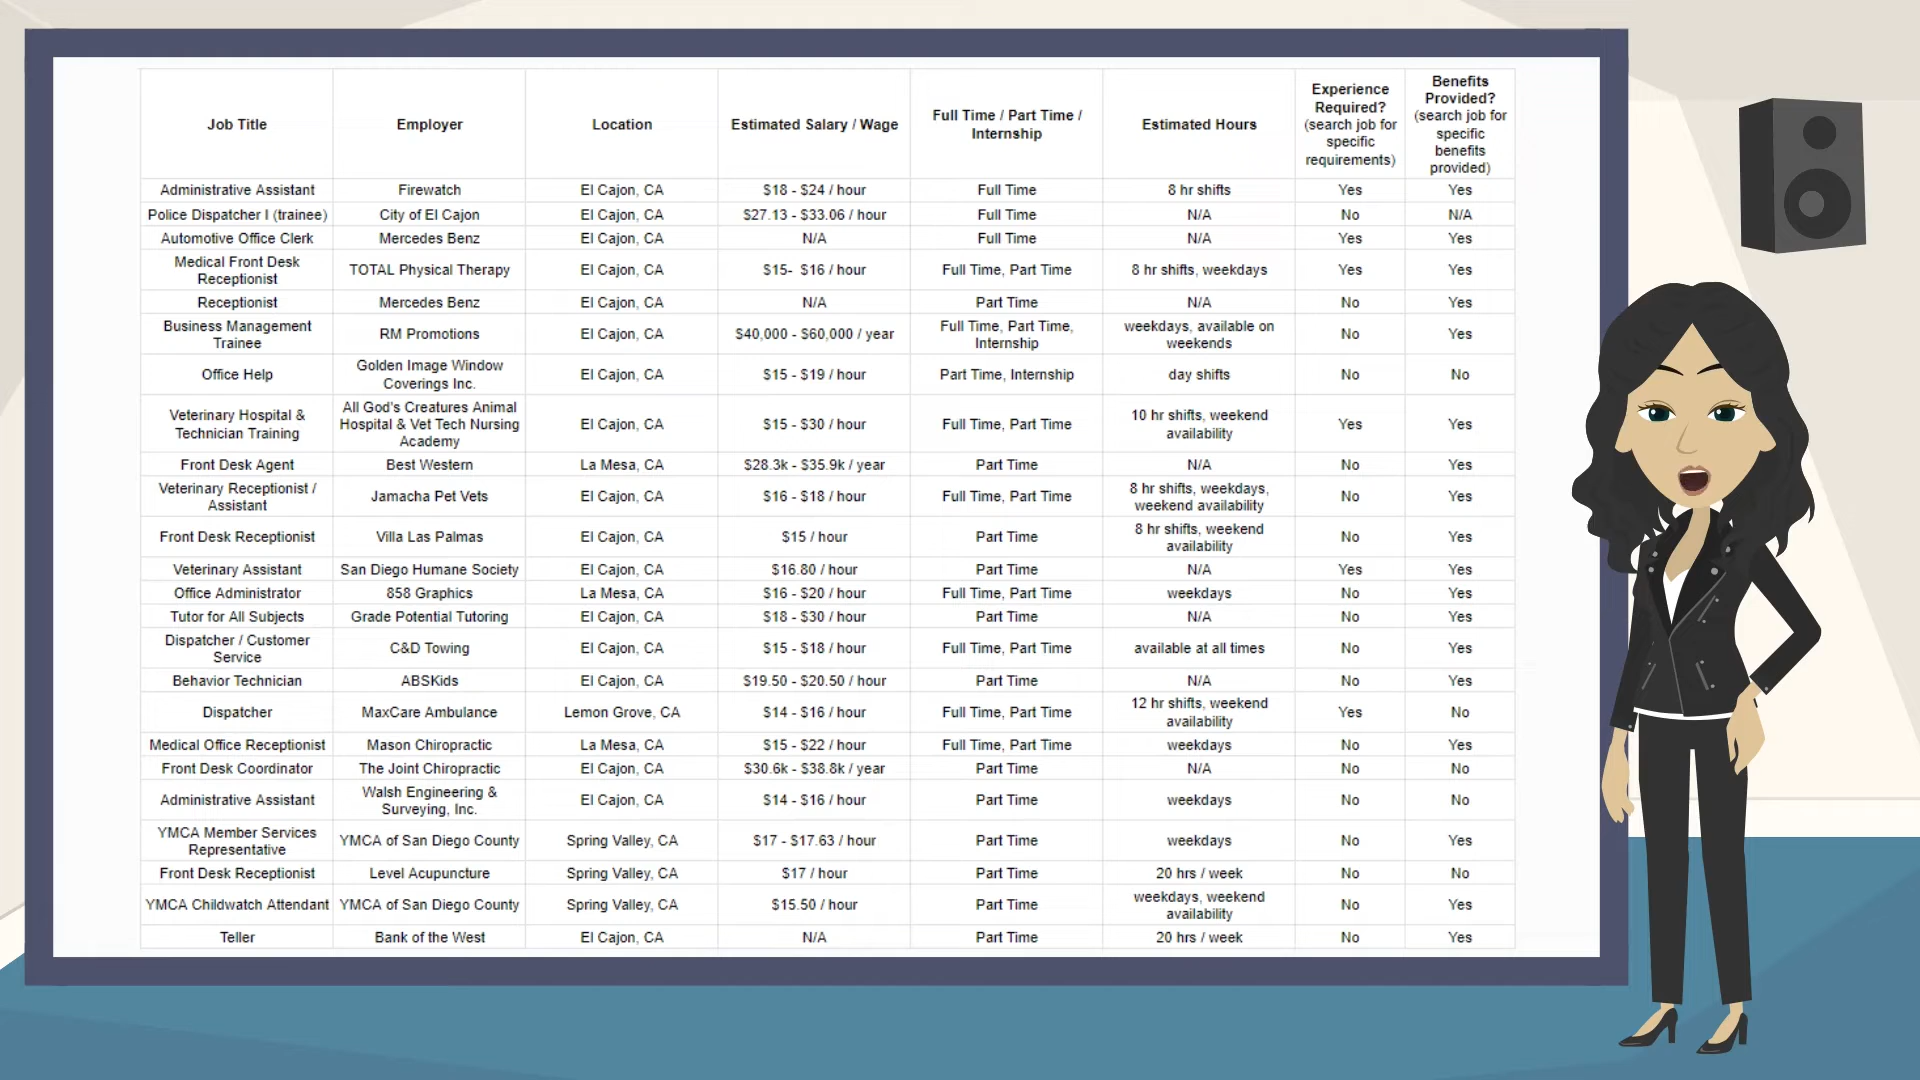 Job Title
Employer
Location
Estimated Salary / Wage
Full Time / Part Time /
Internship
Estimated Hours
Experience
Required?
(search job for
specific
requirements)
Benefits
Provided?
(search job for
specific
benefits
provided)
Administrative Assistant Firewatch El Cajon, CA $18 - $24 / hour Full Time 8 hr shifts Yes Yes
Police Dispatcher I (trainee) City of El Cajon El Cajon, CA $27.13 - $33.06 / hour Full Time N/A No N/A
Automotive Office Clerk Mercedes Benz El Cajon, CA N/A Full Time N/A Yes Yes
Medical Front Desk
Receptionist
TOTAL Physical Therapy El Cajon, CA $15- $16 / hour Full Time, Part Time 8 hr shifts, weekdays Yes Yes
Receptionist Mercedes Benz El Cajon, CA N/A Part Time N/A No Yes
Business Management
Trainee
RM Promotions El Cajon, CA $40,000 - $60,000 / year
Full Time, Part Time,
Internship
weekdays, available on
weekends
No Yes
Office Help
Golden Image Window
Coverings Inc.
El Cajon, CA $15 - $19 / hour Part Time, Internship day shifts No No
Veterinary Hospital &
Technician Training
All God's Creatures Animal
Hospital & Vet Tech Nursing
Academy
El Cajon, CA $15 - $30 / hour Full Time, Part Time
10 hr shifts, weekend
availability
Yes Yes
Front Desk Agent Best Western La Mesa, CA $28.3k - $35.9k / year Part Time N/A No Yes
Veterinary Receptionist /
Assistant
Jamacha Pet Vets El Cajon, CA $16 - $18 / hour Full Time, Part Time
8 hr shifts, weekdays,
weekend availability
No Yes
Front Desk Receptionist Villa Las Palmas El Cajon, CA $15 / hour Part Time
8 hr shifts, weekend
availability
No Yes
Veterinary Assistant San Diego Humane Society El Cajon, CA $16.80 / hour Part Time N/A Yes Yes
Office Administrator 858 Graphics La Mesa, CA $16 - $20 / hour Full Time, Part Time weekdays No Yes
Tutor for All Subjects Grade Potential Tutoring El Cajon, CA $18 - $30 / hour Part Time N/A No Yes
Dispatcher / Customer
Service
C&D Towing El Cajon, CA $15 - $18 / hour Full Time, Part Time available at all times No Yes
Behavior Technician ABSKids El Cajon, CA $19.50 - $20.50 / hour Part Time N/A No Yes
Dispatcher MaxCare Ambulance Lemon Grove, CA $14 - $16 / hour Full Time, Part Time
12 hr shifts, weekend
availability
Yes No
Medical Office Receptionist Mason Chiropractic La Mesa, CA $15 - $22 / hour Full Time, Part Time weekdays No Yes
Front Desk Coordinator The Joint Chiropractic El Cajon, CA $30.6k - $38.8k / year Part Time N/A No No
Administrative Assistant
Walsh Engineering &
Surveying, Inc.
El Cajon, CA $14 - $16 / hour Part Time weekdays No No
YMCA Member Services
Representative
YMCA of San Diego County Spring Valley, CA $17 - $17.63 / hour Part Time weekdays No Yes
Front Desk Receptionist Level Acupuncture Spring Valley, CA $17 / hour Part Time 20 hrs / week No No
YMCA Childwatch Attendant YMCA of San Diego County Spring Valley, CA $15.50 / hour Part Time
weekdays, weekend
availability
No Yes
Teller Bank of the West El Cajon, CA N/A Part Time 20 hrs / week No Yes